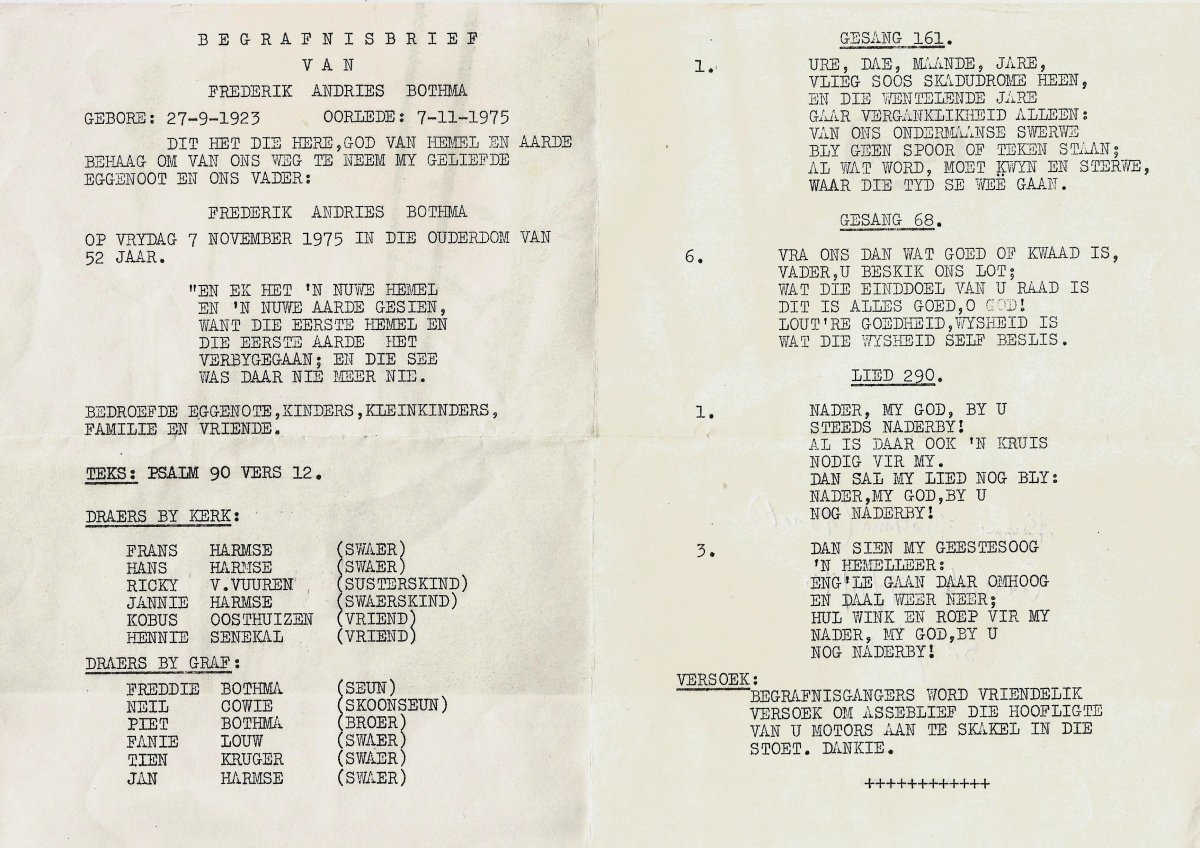 B E G R A F N I S B R I E F
V A N
FREDERIK ANDRIES BOTHMA
GEBORE: 27-9-1923 OORLEDE: 7-11-1975
DIT HET DIE HERE,GOD VAN HEMEL EN AARDE
BEHAAG OM VAN ONS WEG TE NEEM MY GELIEFDE
EGGENOOT EN ONS VADER:
FREDERIK ANDRIES BOTHMA
OP VRYDAG 7 NOVEMBER 1975 IN DIE OUDERDOM VAN
52 JAAR.
"EN EK HET 'N NUWE HEMEL
EN 'N NUWE AARDE GESIEN,
WANT DIE EERSTE HEMEL EN
DIE EERSTE AARDE HET
VERBYGEGAAN; EN DIE SEE
WAS DAAR NIE MEER NIE.
BEDROEFDE EGGENOTE,KINDERS,KLEINKINDERS,
FAMILIE EN VRIENDE.
TEKS: PSALM 90 VERS 12.
DRAERS BY KERK:
FRANS HARMSE (SWAER)
HANS HARMSE (SWAER)
RICKY V.VUUREN (SUSTERSKIND)
JANNIE HARMSE (SWAERSKIND)
KOBUS OOSTHUIZEN (VRIEND)
HENNIE SENEKAL (VRIEND)
DRAERS BY GRAF:
FREDDIE BOTHMA (SEUN)
NEIL COWIE (SKOONSEUN)
PIET BOTHMA (BROER)
FANIE LOUW (SWAER)
TIEN KRUGER (SWAER)
JAN HARMSE (SWAER)
GESANG 161.
1. URE, DAE, MAANDE, JARE,
VLIEG SOOS SKADUDROME HEEN,
EN DIE WENTELENDE JARE
GAAR VERGANKLIKHEID ALLEEN:
VAN ONS ONDERMAANSE SWERWE
BLY GEEN SPOOR OF TEKEN STAAN;
AL WAT WORD, MOET KWYN EN STERWE,
WAAR DIE TYD SE WEË GAAN.
GESANG 68.
6. VRA ONS DAN WAT GOED OF KWAAD IS,
VADER,U BESKIK ONS LOT;
WAT DIE EINDDOEL VAN U RAAD IS
DIT IS ALLES GOED,O GOD!
LOUT'RE GOEDHEID,WYSHEID IS
WAT DIE WYSHEID SELF BESLIS.
LIED 290.
1. NADER, MY GOD, BY U
STEEDS NADERBY!
AL IS DAAR OOK 'N KRUIS
NODIG VIR MY.
DAN SAL MY LIED NOG BLY:
NADER,MY GOD,BY U
NOG NADERBY!
3. DAN SIEN MY GEESTESOOG
'N HEMELLEER:
ENG'LE GAAN DAAR OMHOOG
EN DAAL WEER NEER;
HUL WINK EN ROEP VIR MY
NADER, MY GOD,BY U
NOG NADERBY!
VERSOEK:
BEGRAFNISGANGERS WORD VRIENDELIK
VERSOEK OM ASSEBLIEF DIE HOOFLIGTE
VAN U MOTORS AAN TE SKAKEL IN DIE
STOET. DANKIE.
++++++++++++